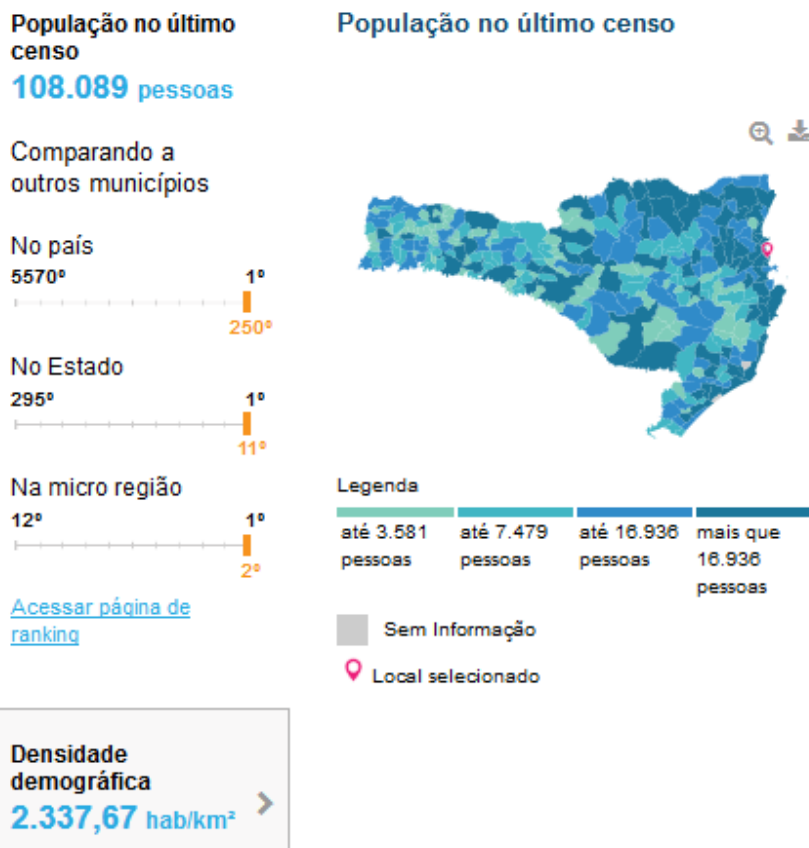 População no último
censo
108.089 pessoas
Comparando a
outros municípios
No país
5570º 1º
250º
No Estado
295º 1º
11º
Na micro região
12º 1º
2º
Acessar página de
ranking
Densidade
demográfica
2.337,67 hab/km²
População no último censo
Legenda
até 3.581
pessoas
até 7.479
pessoas
até 16.936
pessoas
mais que
16.936
pessoas
Sem Informação
Local selecionado